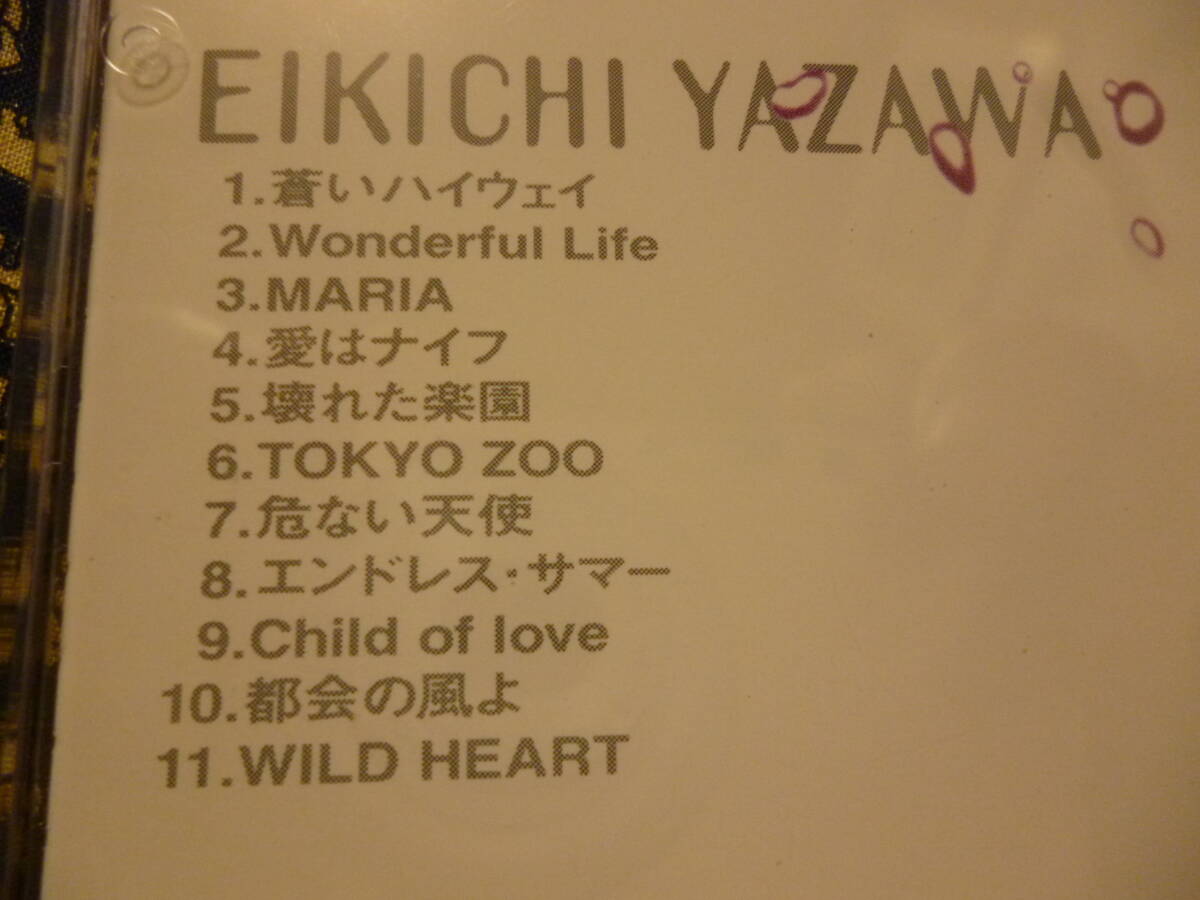 EIKICHI YAZAWA
1.蒼いハイウェイ
2.Wonderful Life
3.MARIA
4.愛はナイフ
5.壊れた楽園
6.TOKYO ZOO
7.危ない天使
8.エンドレス・サマー
9.Child of love
10.都会の風よ
11.WILD HEART